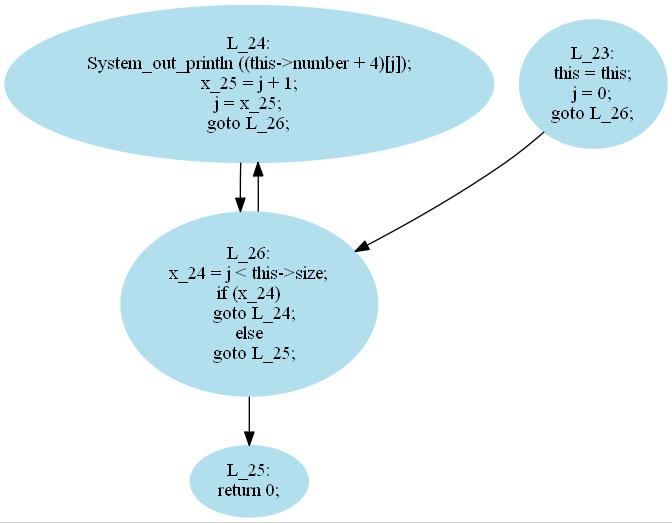 L_24:
System_out_println ((this->number + 4)[j]);
x_25 = j + 1;
j = x_25;
goto L_26;
L_23:
this = this;
j = 0;
goto L_26;
L_26:
x_24 = j < this->size;
if (x_24)
goto L_24;
else
goto L_25;
L_25:
return 0;